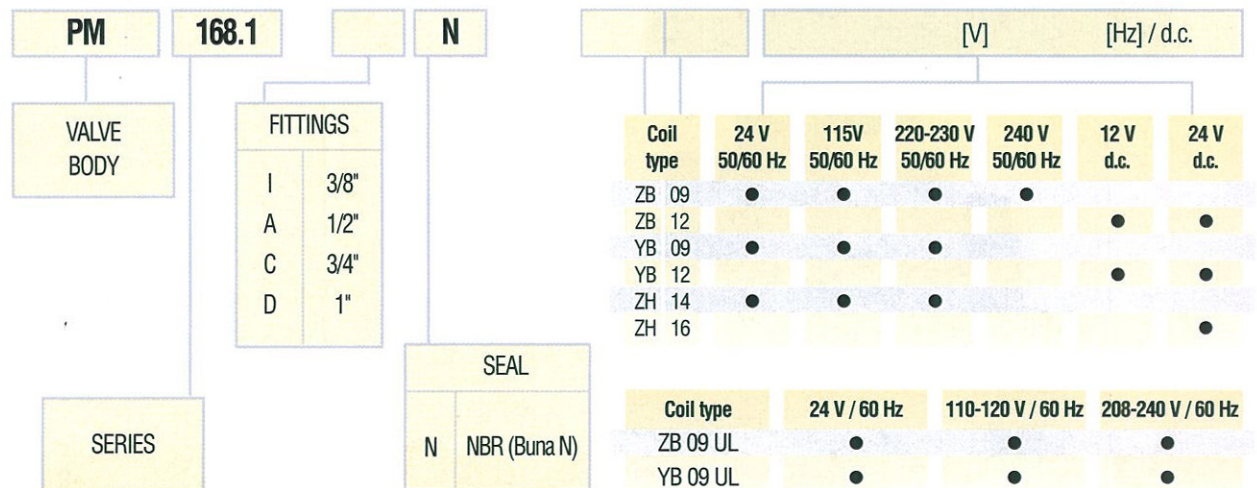 PM 168.1 N [V] [Hz] / d.c.
VALVE
BODY
FITTINGS
I 3/8"
A 1/2"
C 3/4"
D 1"
SERIES
SEAL
N NBR (Buna N)
Coil type 24 V 50/60 Hz 115V 50/60 Hz 220-230 V 50/60 Hz 240 V 50/60 Hz 12 V d.c. 24 V d.c.
ZB 09 ● ● ● ●
ZB 12 ● ●
YB 09 ● ● ●
YB 12 ● ●
ZH 14 ● ● ●
ZH 16 ●
Coil type 24 V / 60 Hz 110-120 V / 60 Hz 208-240 V / 60 Hz
ZB 09 UL ● ● ●
YB 09 UL ● ● ●